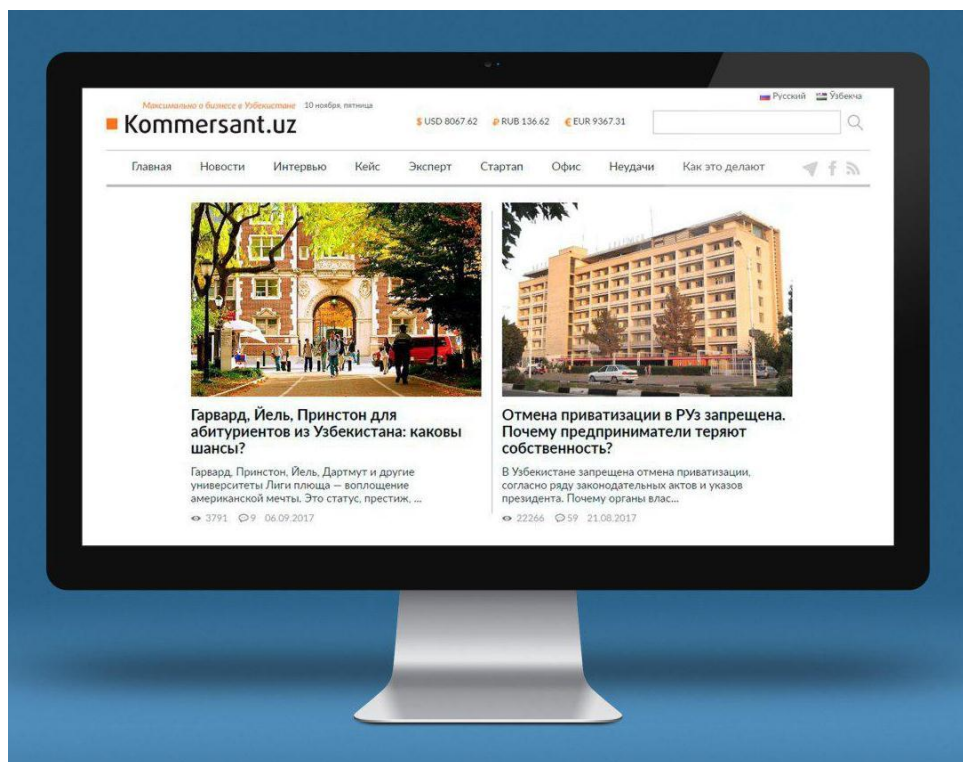 Максимально о бизнесе в Узбекистане 10 ноября, пятница
Русский Ўзбекча
Kommersant.uz
$ USD 8067.62 ₽ RUB 136.62 € EUR 9367.31
Главная Новости Интервью Кейс Эксперт Стартап Офис Неудачи Как это делают
Гарвард, Йель, Принстон для
абитуриентов из Узбекистана: каковы
шансы?
Гарвард, Принстон, Йель, Дартмут и другие
университеты Лиги плюща — воплощение
американской мечты. Это статус, престиж, ...
3791 9 06.09.2017
Отмена приватизации в РУз запрещена.
Почему предприниматели теряют
собственность?
В Узбекистане запрещена отмена приватизации,
согласно ряду законодательных актов и указов
президента. Почему органы влас...
22266 59 21.08.2017